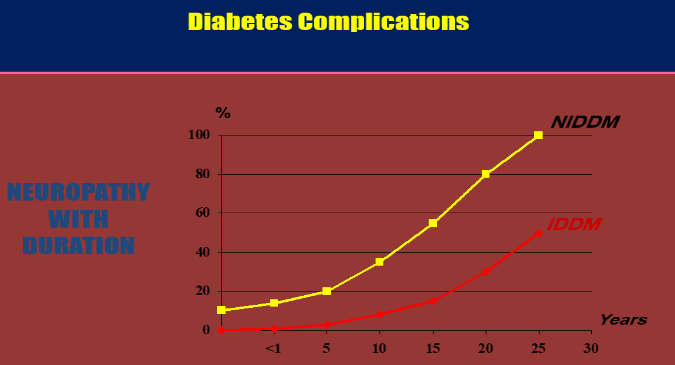 Diabetes Complications
%
NIDDM
100
80
NEUROPATHY
WITH
DURATION
60
IDDM
40
20
0
Years
<1 5 10 15 20 25 30